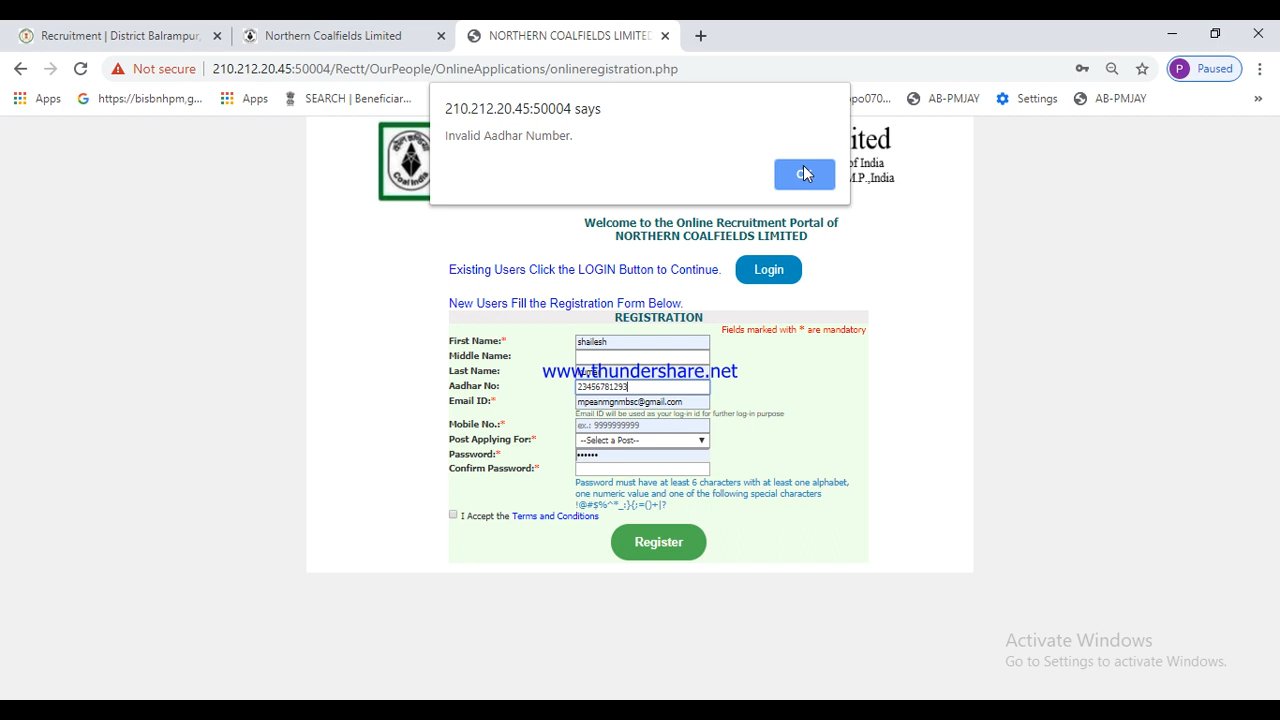 Recruitment | District Balrampur,
Northern Coalfields Limited
NORTHERN COALFIELDS LIMITE
Not secure
210.212.20.45:50004/Rectt/OurPeople/OnlineApplications/onlineregistration.php
P Paused
Apps
https://bisbnhpm,g...
Apps
SEARCH | Beneficiar...
ppo070...
AB-PMJAY
Settings
AB-PMJAY
»
210.212.20.45:50004 says
Invalid Aadhar Number.
Coal India
ited
of India
M.P.,India
Welcome to the Online Recruitment Portal of
NORTHERN COALFIELDS LIMITED
Existing Users Click the LOGIN Button to Continue.
Login
New Users Fill the Registration Form Below.
REGISTRATION
Fields marked with * are mandatory
First Name:* shailesh
Middle Name:
Last Name:
www.thundershare.net
Aadhar No: 23456781293
Email ID:* mpeanmgnmbsc@gmail.com
Email ID will be used as your log-in id for further log-in purpose
Mobile No.:* ex.: 9999999999
Post Applying For:* --Select a Post--
Password:* ••••••
Confirm Password:*
Password must have at least 6 characters with at least one alphabet,
one numeric value and one of the following special characters
!@#$%^*_;}{:=()+|?
I Accept the Terms and Conditions
Register
Activate Windows
Go to Settings to activate Windows.